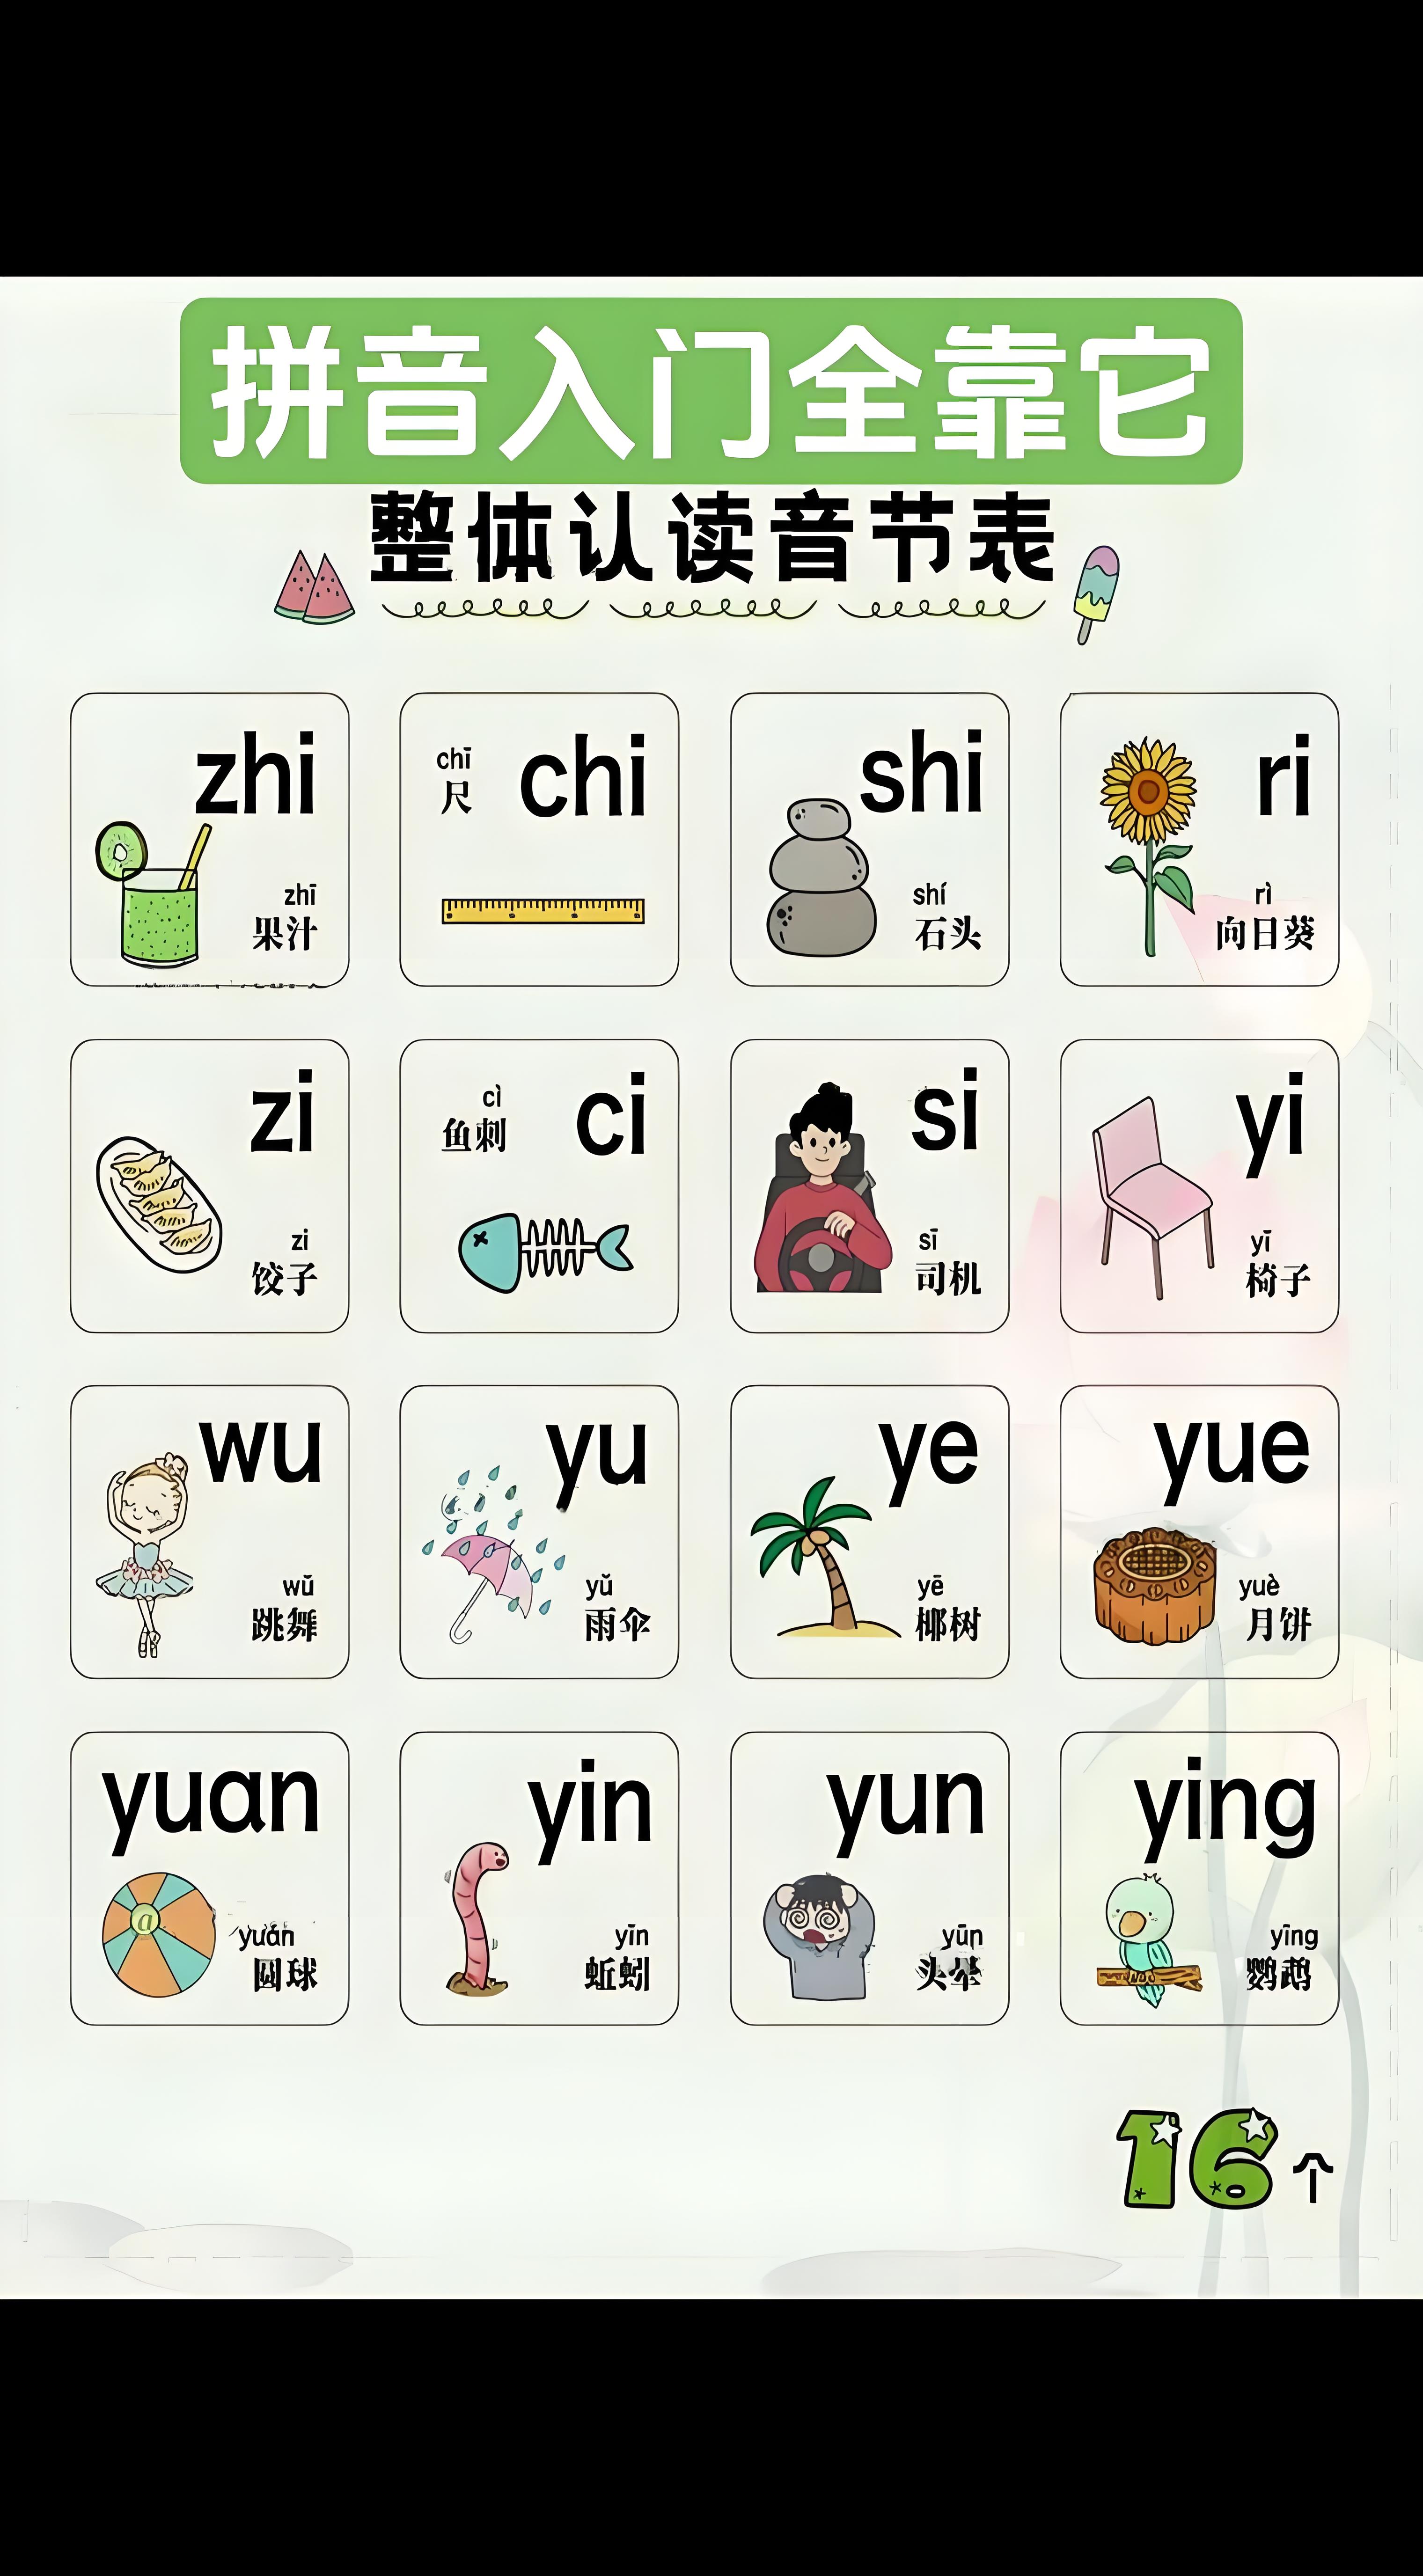 拼音入门全靠它
整体认读音节表
zhi
zhī
果汁
chī
尺
chi
shi
shí
石头
ri
rì
向日葵
zi
zi
饺子
cì
鱼刺
ci
si
sī
司机
yi
yī
椅子
wu
wǔ
跳舞
yu
yǔ
雨伞
ye
yē
椰树
yue
yuè
月饼
yuan
a
yuán
圆球
yin
yīn
蚯蚓
yun
yūn
头晕
ying
yīng
鹦鹉
16个